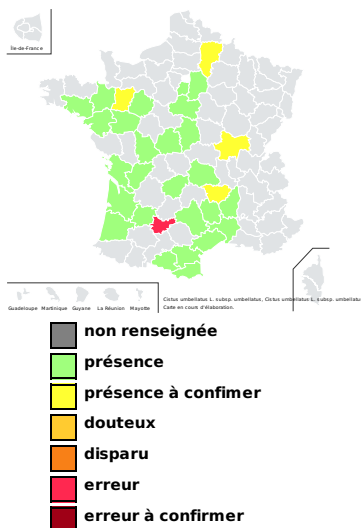 Île-de-France
Guadeloupe Martinique Guyane La Réunion Mayotte
Cistus umbellatus L. subsp. umbellatus, Cistus umbellatus L. subsp. umbellatus
Carte en cours d'élaboration.
non renseignée
présence
présence à confimer
douteux
disparu
erreur
erreur à confirmer